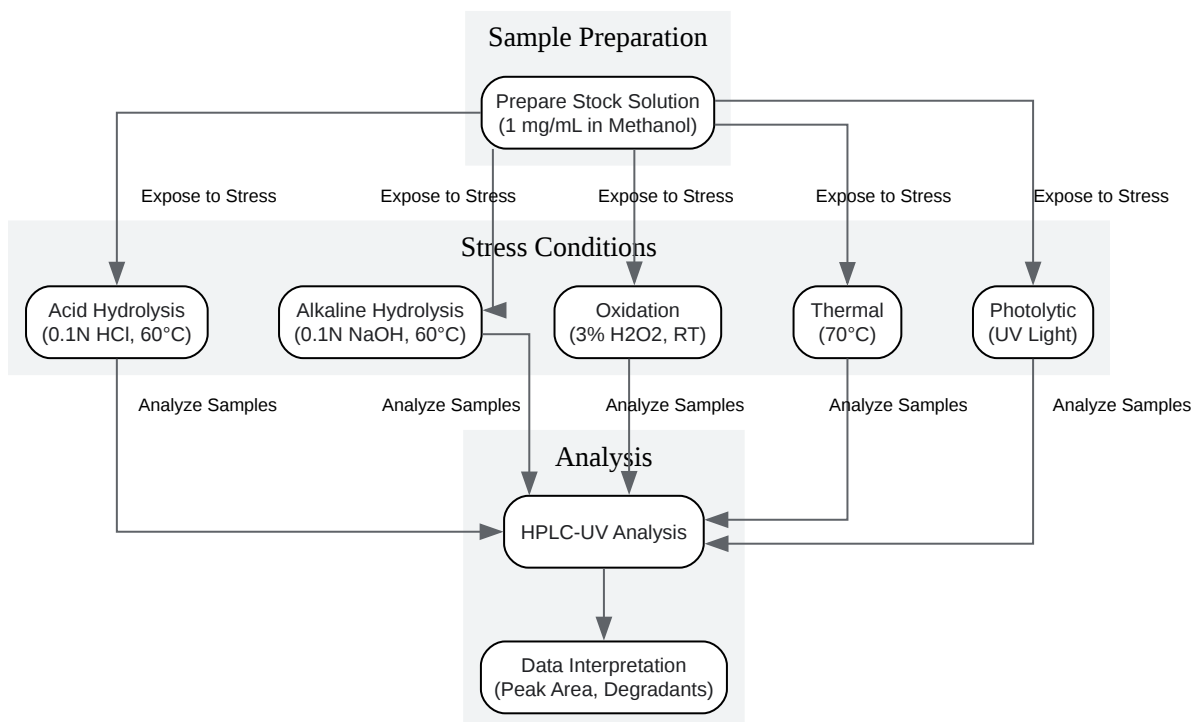 Sample Preparation
Prepare Stock Solution
(1 mg/mL in Methanol)
Expose to Stress
Expose to Stress
Expose to Stress
Expose to Stress
Expose to Stress
Stress Conditions
Acid Hydrolysis
(0.1N HCl, 60°C)
Alkaline Hydrolysis
(0.1N NaOH, 60°C)
Oxidation
(3% H2O2, RT)
Thermal
(70°C)
Photolytic
(UV Light)
Analyze Samples
Analyze Samples
Analyze Samples
Analyze Samples
Analyze Samples
Analysis
HPLC-UV Analysis
Data Interpretation
(Peak Area, Degradants)